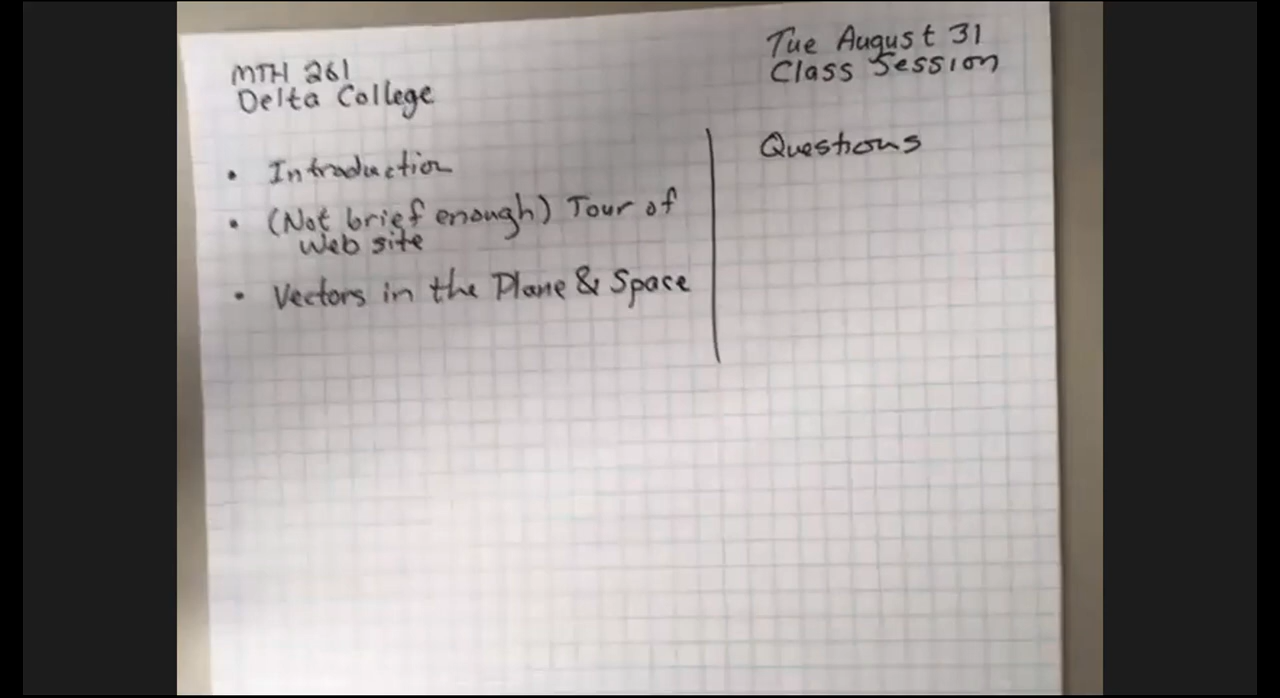 MTH 261
Delta College
Tue August 31
Class Session
• Introduction
• (Not brief enough) Tour of
Web site
• Vectors in the Plane & Space
Questions